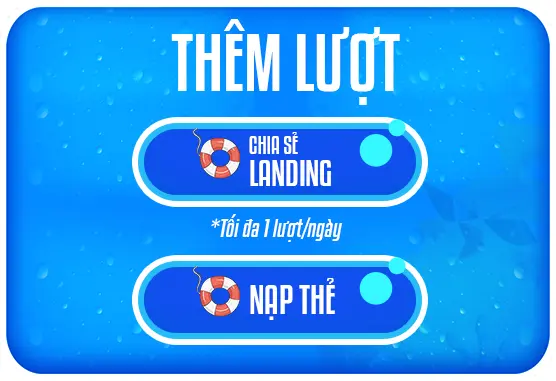 THÊM LƯỢT
CHIA SẺ
LANDING
*Tối đa 1 lượt/ngày
NẠP THẺ